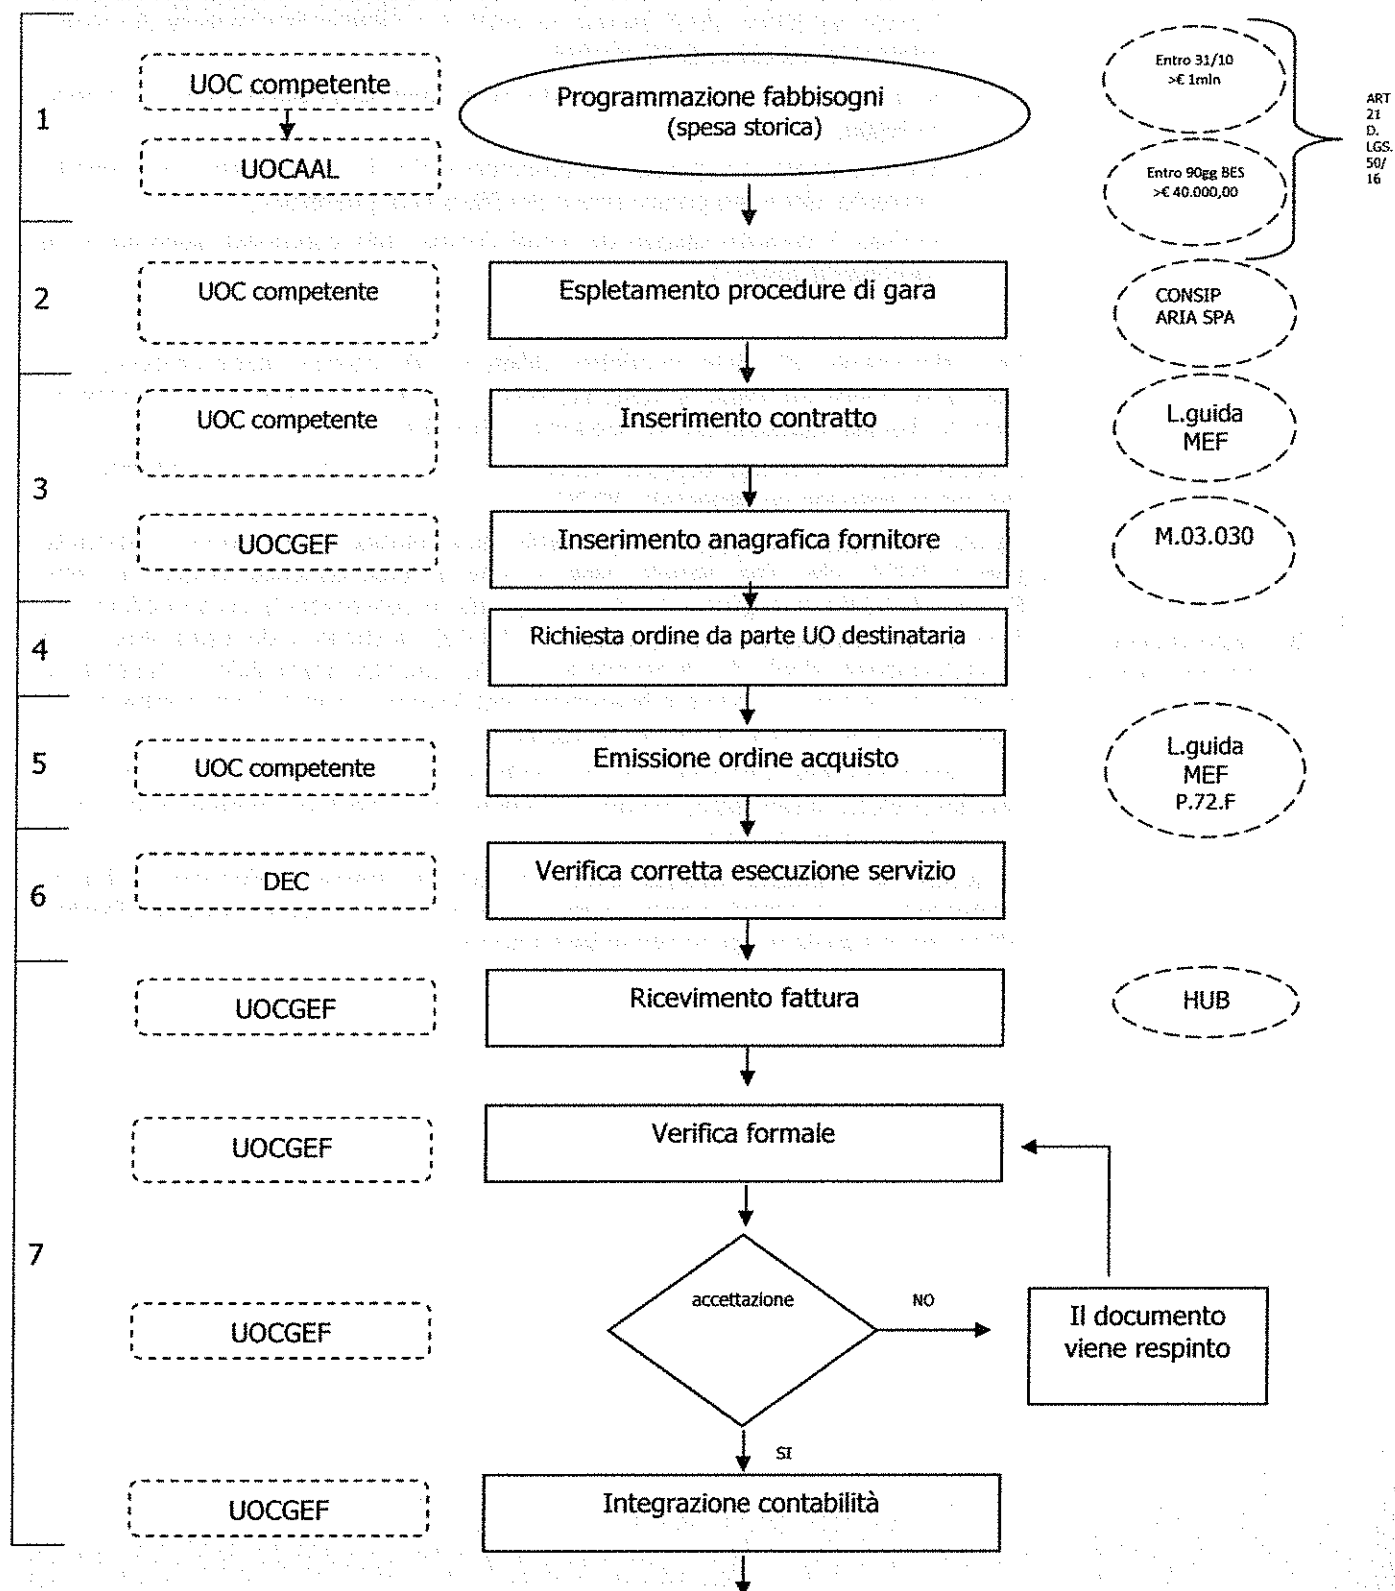 1
UOC competente
UOCAAL
Programmazione fabbisogni
(spesa storica)
Entro 31/10
>€ 1mln
Entro 90gg BES
>€ 40.000,00
ART
21
D.
LGS.
50/
16
2
UOC competente
Espletamento procedure di gara
CONSIP
ARIA SPA
3
UOC competente
Inserimento contratto
L.guida
MEF
UOCGEF
Inserimento anagrafica fornitore
M.03.030
4
Richiesta ordine da parte UO destinataria
5
UOC competente
Emissione ordine acquisto
L.guida
MEF
P.72.F
6
DEC
Verifica corretta esecuzione servizio
7
UOCGEF
Ricevimento fattura
HUB
UOCGEF
Verifica formale
UOCGEF
accettazione
NO
Il documento
viene respinto
SI
UOCGEF
Integrazione contabilità